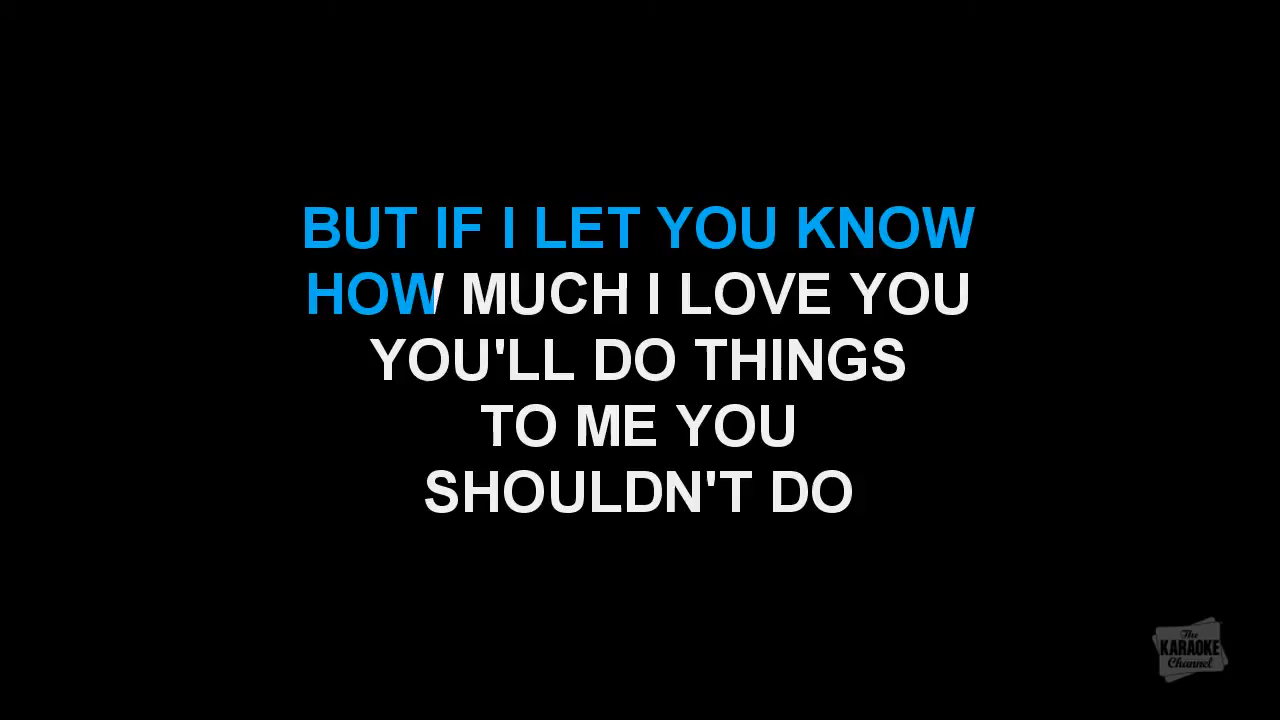 BUT IF I LET YOU KNOW
HOW MUCH I LOVE YOU
YOU'LL DO THINGS
TO ME YOU
SHOULDN'T DO
The
KARAOKE
Channel